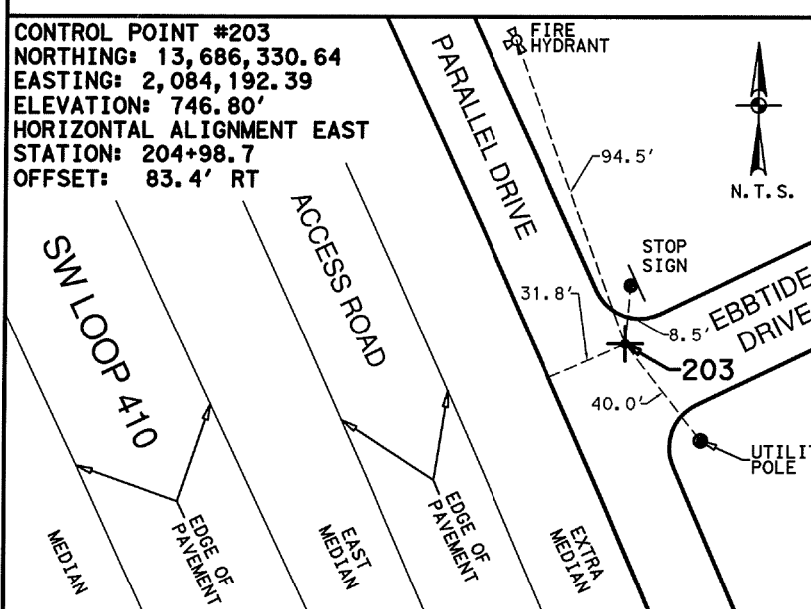 CONTROL POINT #203
NORTHING: 13,686,330.64
EASTING: 2,084,192.39
ELEVATION: 746.80'
HORIZONTAL ALIGNMENT EAST
STATION: 204+98.7
OFFSET: 83.4' RT
FIRE
HYDRANT
PARALLEL DRIVE
94.5'
N.T.S.
STOP
SIGN
ACCESS ROAD
SW LOOP 410
31.8'
8.5'
EBBTIDE
DRIVE
203
40.0'
UTILIT
POLE
MEDIAN
EDGE OF
PAVEMENT
EAST
MEDIAN
EDGE OF
PAVEMENT
EXTRA
MEDIAN